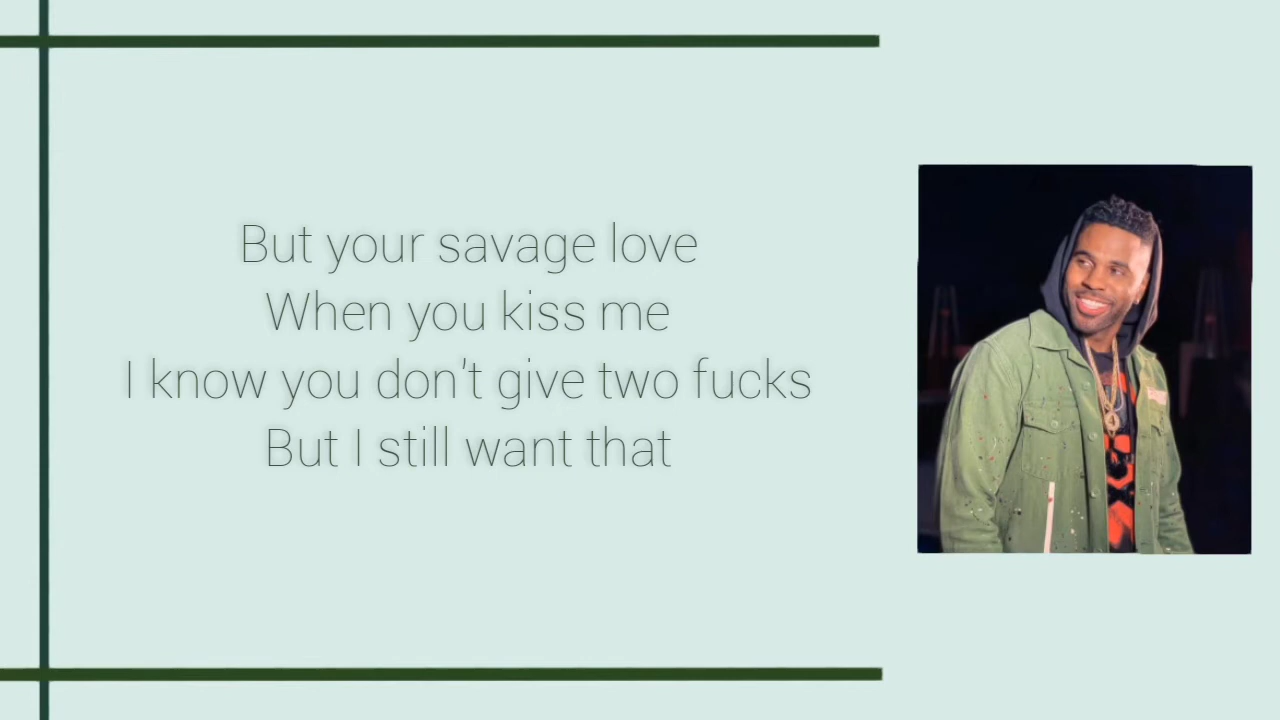 But your savage love
When you kiss me
I know you don't give two fucks
But I still want that